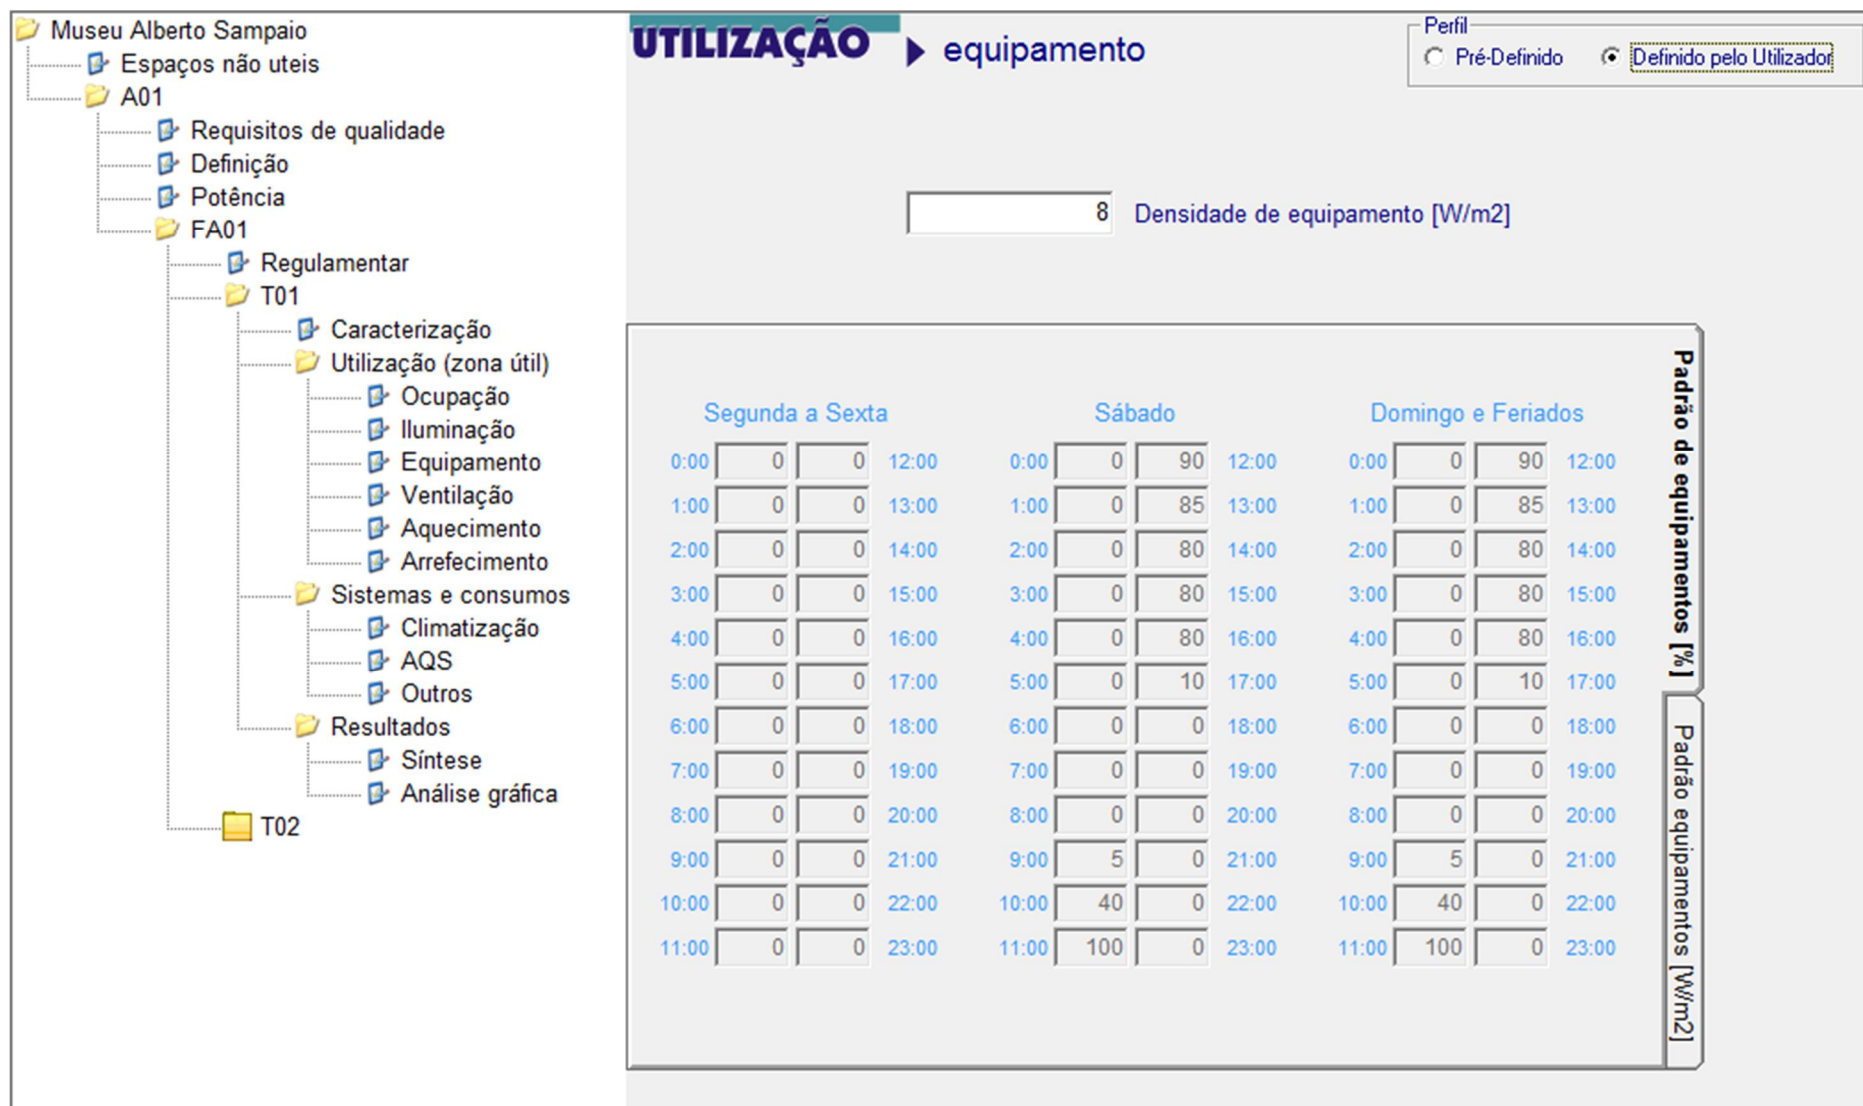 Museu Alberto Sampaio
Espaços não uteis
A01
Requisitos de qualidade
Definição
Potência
FA01
Regulamentar
T01
Caracterização
Utilização (zona útil)
Ocupação
Iluminação
Equipamento
Ventilação
Aquecimento
Arrefecimento
Sistemas e consumos
Climatização
AQS
Outros
Resultados
Síntese
Análise gráfica
T02
UTILIZAÇÃO equipamento
Perfil
Pré-Definido Definido pelo Utilizador
8 Densidade de equipamento [W/m2]
Segunda a Sexta Sábado Domingo e Feriados
0:00 0 0 12:00 0:00 0 90 12:00 0:00 0 90 12:00
1:00 0 0 13:00 1:00 0 85 13:00 1:00 0 85 13:00
2:00 0 0 14:00 2:00 0 80 14:00 2:00 0 80 14:00
3:00 0 0 15:00 3:00 0 80 15:00 3:00 0 80 15:00
4:00 0 0 16:00 4:00 0 80 16:00 4:00 0 80 16:00
5:00 0 0 17:00 5:00 0 10 17:00 5:00 0 10 17:00
6:00 0 0 18:00 6:00 0 0 18:00 6:00 0 0 18:00
7:00 0 0 19:00 7:00 0 0 19:00 7:00 0 0 19:00
8:00 0 0 20:00 8:00 0 0 20:00 8:00 0 0 20:00
9:00 0 0 21:00 9:00 5 0 21:00 9:00 5 0 21:00
10:00 0 0 22:00 10:00 40 0 22:00 10:00 40 0 22:00
11:00 0 0 23:00 11:00 100 0 23:00 11:00 100 0 23:00
Padrão de equipamentos [%]
Padrão equipamentos [W/m2]